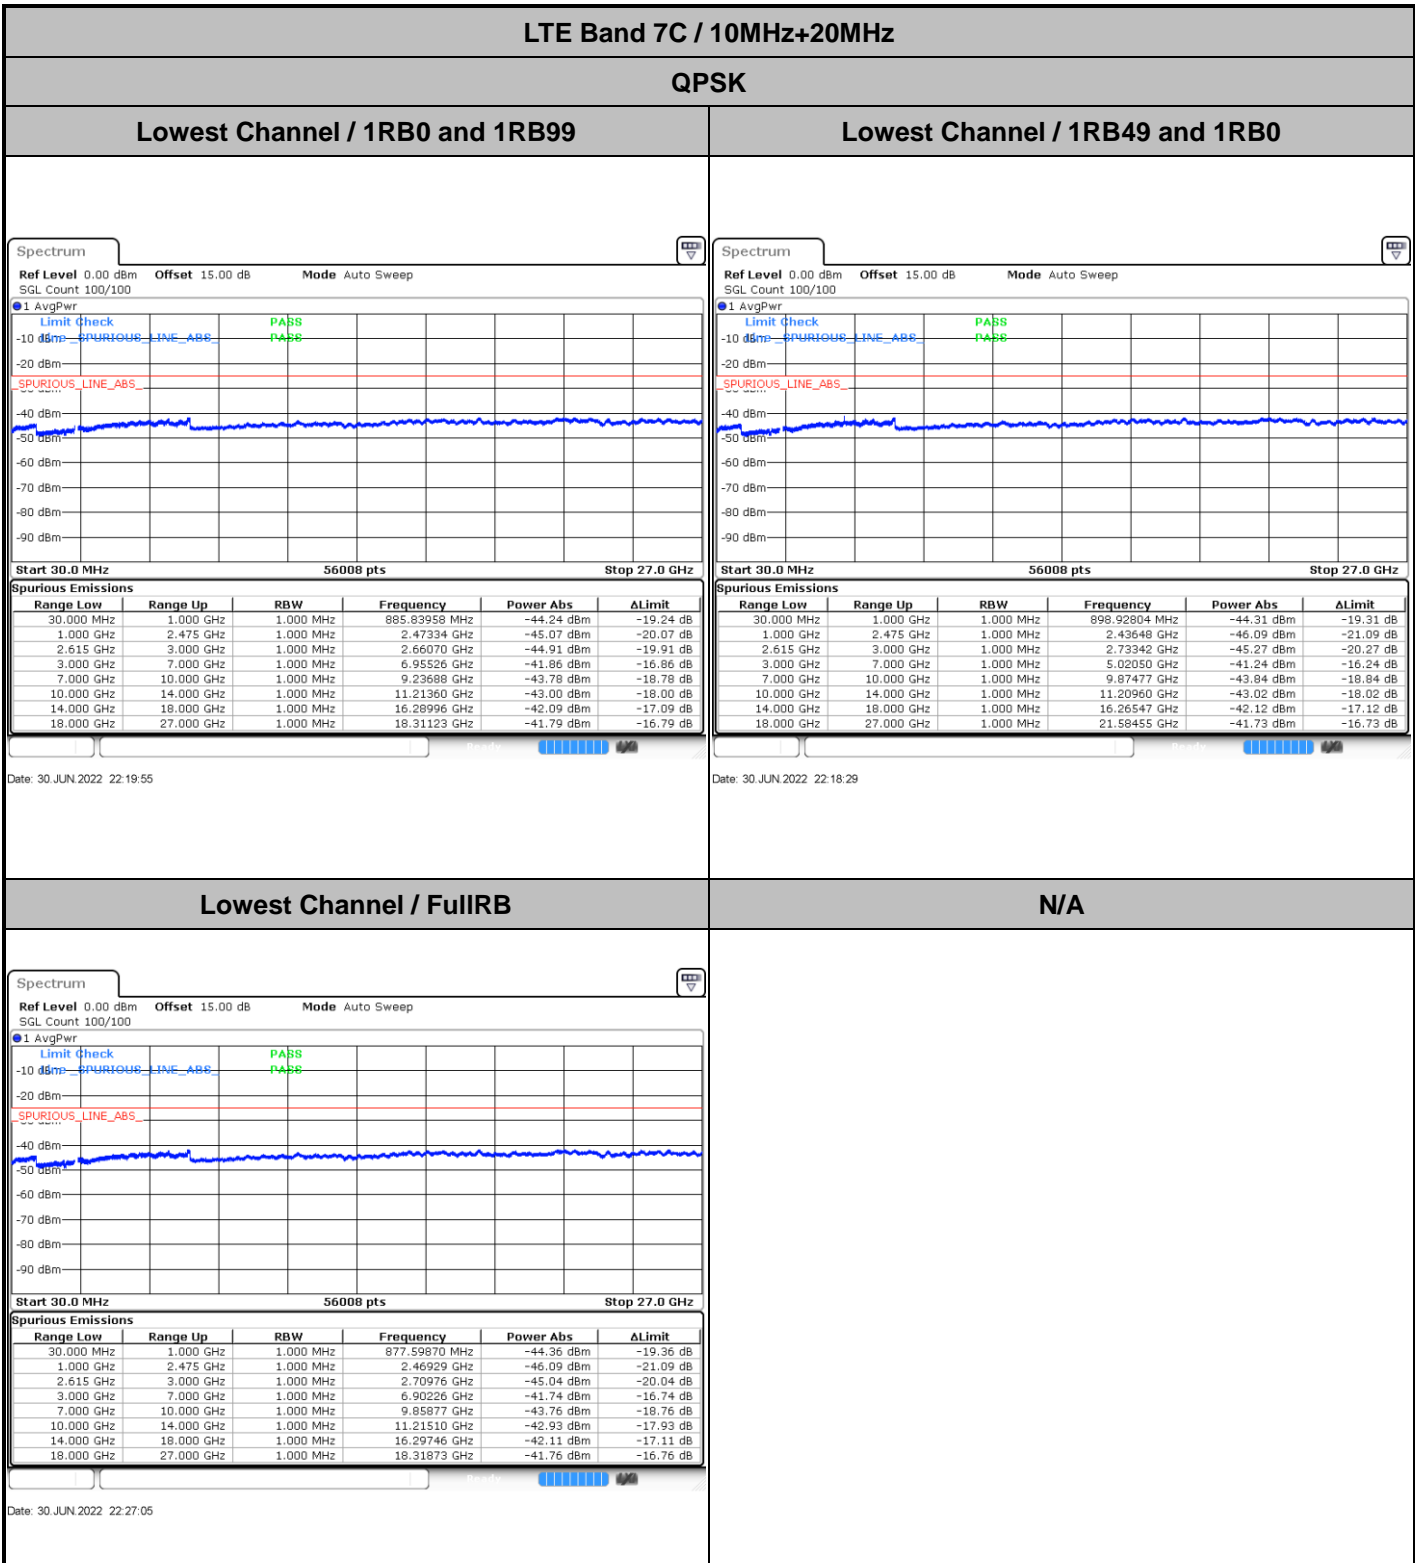 LTE Band 7C / 10MHz+20MHz
QPSK
Lowest Channel / 1RB0 and 1RB99
Spectrum
Ref Level 0.00 dBm Offset 15.00 dB Mode Auto Sweep
SGL Count 100/100
1 AvgPwr
Limit Check PASS
-10 dBm Line _SPURIOUS_LINE_ABS_ PASS
-20 dBm
_SPURIOUS_LINE_ABS_
-40 dBm
-50 dBm
-60 dBm
-70 dBm
-80 dBm
-90 dBm
Start 30.0 MHz 56008 pts Stop 27.0 GHz
Spurious Emissions
Range Low Range Up RBW Frequency Power Abs ΔLimit
30.000 MHz 1.000 GHz 1.000 MHz 885.83958 MHz -44.24 dBm -19.24 dB
1.000 GHz 2.475 GHz 1.000 MHz 2.47334 GHz -45.07 dBm -20.07 dB
2.615 GHz 3.000 GHz 1.000 MHz 2.66070 GHz -44.91 dBm -19.91 dB
3.000 GHz 7.000 GHz 1.000 MHz 6.95526 GHz -41.86 dBm -16.86 dB
7.000 GHz 10.000 GHz 1.000 MHz 9.23688 GHz -43.78 dBm -18.78 dB
10.000 GHz 14.000 GHz 1.000 MHz 11.21360 GHz -43.00 dBm -18.00 dB
14.000 GHz 18.000 GHz 1.000 MHz 16.28996 GHz -42.09 dBm -17.09 dB
18.000 GHz 27.000 GHz 1.000 MHz 18.31123 GHz -41.79 dBm -16.79 dB
Ready
Date: 30.JUN.2022 22:19:55
Lowest Channel / 1RB49 and 1RB0
Spectrum
Ref Level 0.00 dBm Offset 15.00 dB Mode Auto Sweep
SGL Count 100/100
1 AvgPwr
Limit Check PASS
-10 dBm Line _SPURIOUS_LINE_ABS_ PASS
-20 dBm
_SPURIOUS_LINE_ABS_
-40 dBm
-50 dBm
-60 dBm
-70 dBm
-80 dBm
-90 dBm
Start 30.0 MHz 56008 pts Stop 27.0 GHz
Spurious Emissions
Range Low Range Up RBW Frequency Power Abs ΔLimit
30.000 MHz 1.000 GHz 1.000 MHz 898.92804 MHz -44.31 dBm -19.31 dB
1.000 GHz 2.475 GHz 1.000 MHz 2.43648 GHz -46.09 dBm -21.09 dB
2.615 GHz 3.000 GHz 1.000 MHz 2.73342 GHz -45.27 dBm -20.27 dB
3.000 GHz 7.000 GHz 1.000 MHz 5.02050 GHz -41.24 dBm -16.24 dB
7.000 GHz 10.000 GHz 1.000 MHz 9.87477 GHz -43.84 dBm -18.84 dB
10.000 GHz 14.000 GHz 1.000 MHz 11.20960 GHz -43.02 dBm -18.02 dB
14.000 GHz 18.000 GHz 1.000 MHz 16.26547 GHz -42.12 dBm -17.12 dB
18.000 GHz 27.000 GHz 1.000 MHz 21.58455 GHz -41.73 dBm -16.73 dB
Ready
Date: 30.JUN.2022 22:18:29
Lowest Channel / FullRB
N/A
Spectrum
Ref Level 0.00 dBm Offset 15.00 dB Mode Auto Sweep
SGL Count 100/100
1 AvgPwr
Limit Check PASS
-10 dBm Line _SPURIOUS_LINE_ABS_ PASS
-20 dBm
_SPURIOUS_LINE_ABS_
-40 dBm
-50 dBm
-60 dBm
-70 dBm
-80 dBm
-90 dBm
Start 30.0 MHz 56008 pts Stop 27.0 GHz
Spurious Emissions
Range Low Range Up RBW Frequency Power Abs ΔLimit
30.000 MHz 1.000 GHz 1.000 MHz 877.59870 MHz -44.36 dBm -19.36 dB
1.000 GHz 2.475 GHz 1.000 MHz 2.46929 GHz -46.09 dBm -21.09 dB
2.615 GHz 3.000 GHz 1.000 MHz 2.70976 GHz -45.04 dBm -20.04 dB
3.000 GHz 7.000 GHz 1.000 MHz 6.90226 GHz -41.74 dBm -16.74 dB
7.000 GHz 10.000 GHz 1.000 MHz 9.85877 GHz -43.76 dBm -18.76 dB
10.000 GHz 14.000 GHz 1.000 MHz 11.21510 GHz -42.93 dBm -17.93 dB
14.000 GHz 18.000 GHz 1.000 MHz 16.29746 GHz -42.11 dBm -17.11 dB
18.000 GHz 27.000 GHz 1.000 MHz 18.31873 GHz -41.76 dBm -16.76 dB
Ready
Date: 30.JUN.2022 22:27:05